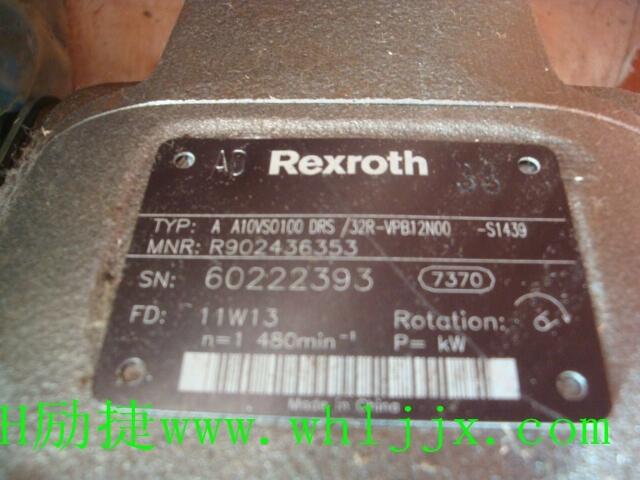 AD Rexroth 33
TYP: A A10VSO100 DRS /32R-VPB12N00 -S1439
MNR: R902436353
SN: 60222393 7370
FD: 11W13 Rotation:
n=1 480min⁻¹ P= kW
Made in China
H励捷www.whljjx.com